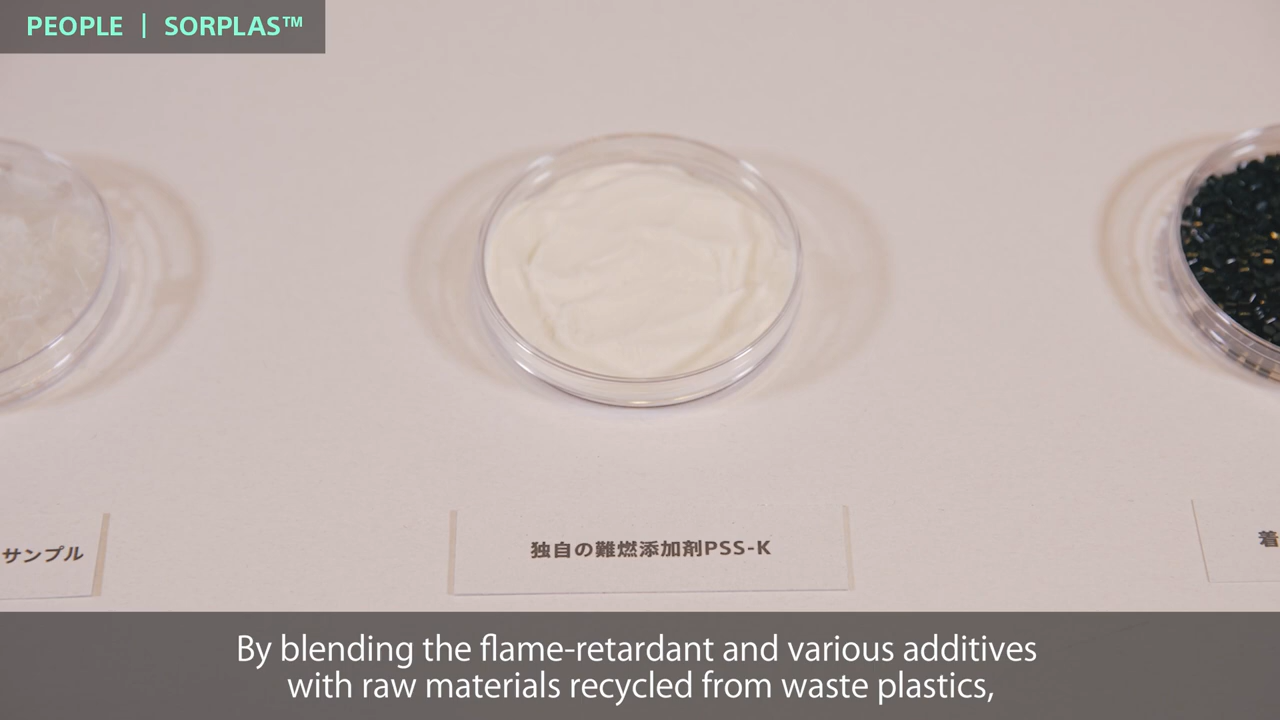 PEOPLE | SORPLAS™
サンプル
独自の難燃添加剤PSS-K
着
By blending the flame-retardant and various additives
with raw materials recycled from waste plastics,